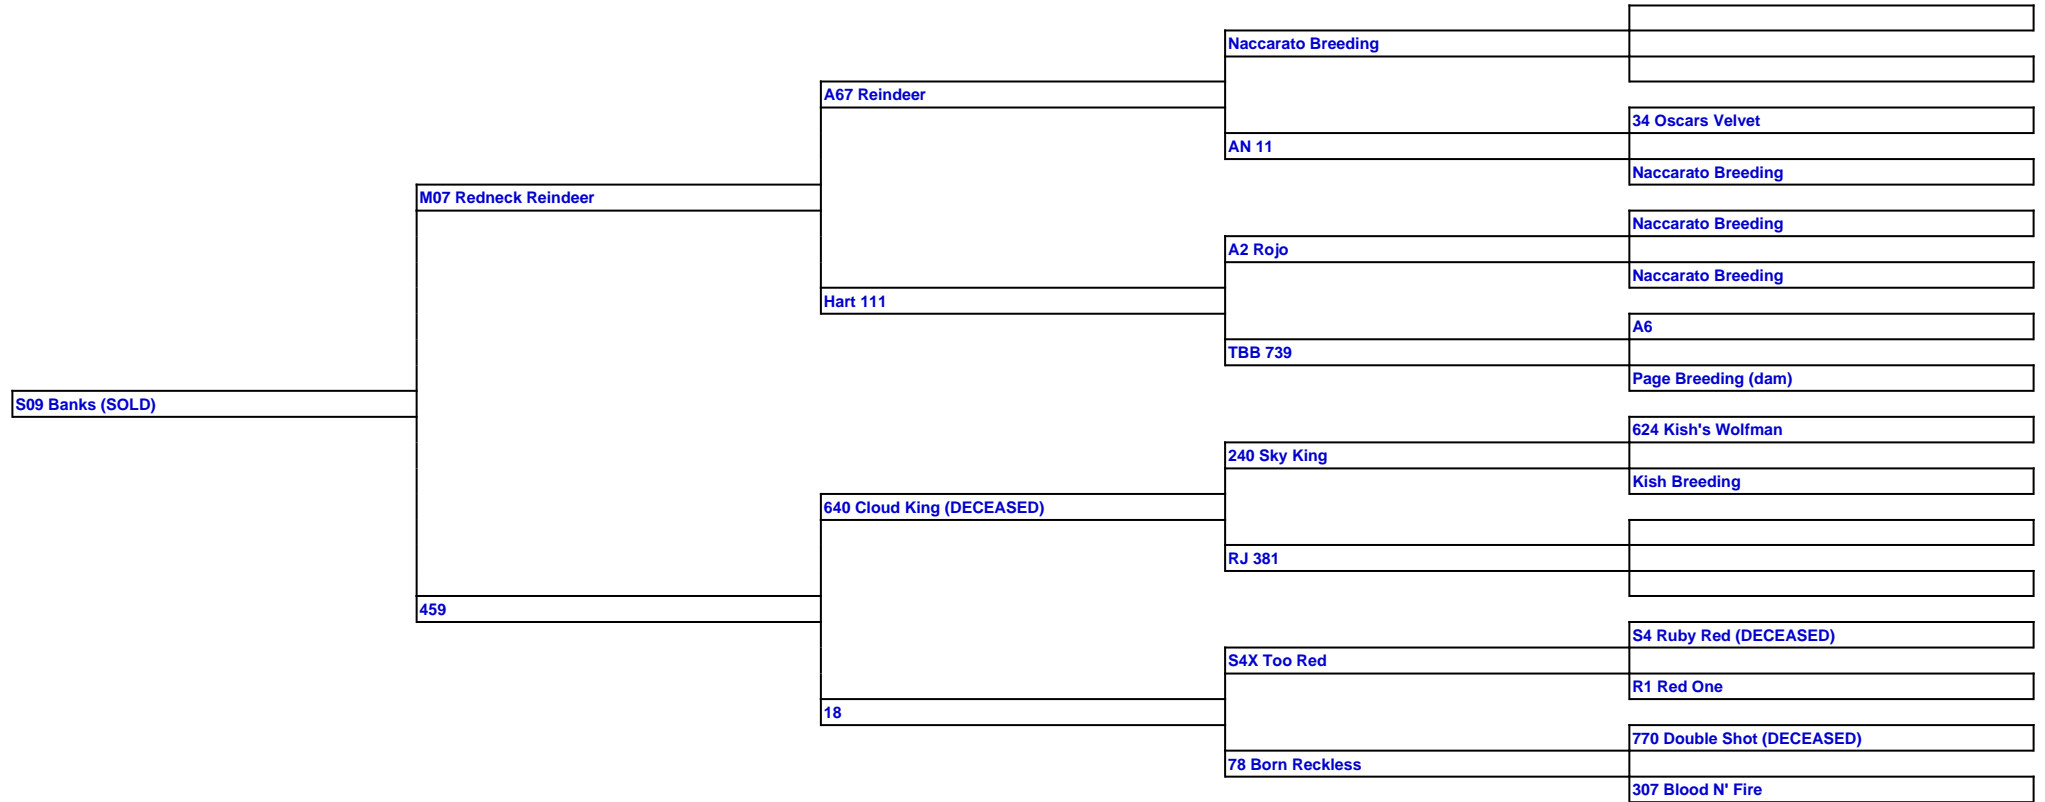 Naccarato Breeding
A67 Reindeer
34 Oscars Velvet
AN 11
Naccarato Breeding
M07 Redneck Reindeer
Naccarato Breeding
A2 Rojo
Naccarato Breeding
Hart 111
A6
TBB 739
Page Breeding (dam)
S09 Banks (SOLD)
624 Kish's Wolfman
240 Sky King
Kish Breeding
640 Cloud King (DECEASED)
RJ 381
459
S4 Ruby Red (DECEASED)
S4X Too Red
R1 Red One
18
770 Double Shot (DECEASED)
78 Born Reckless
307 Blood N' Fire